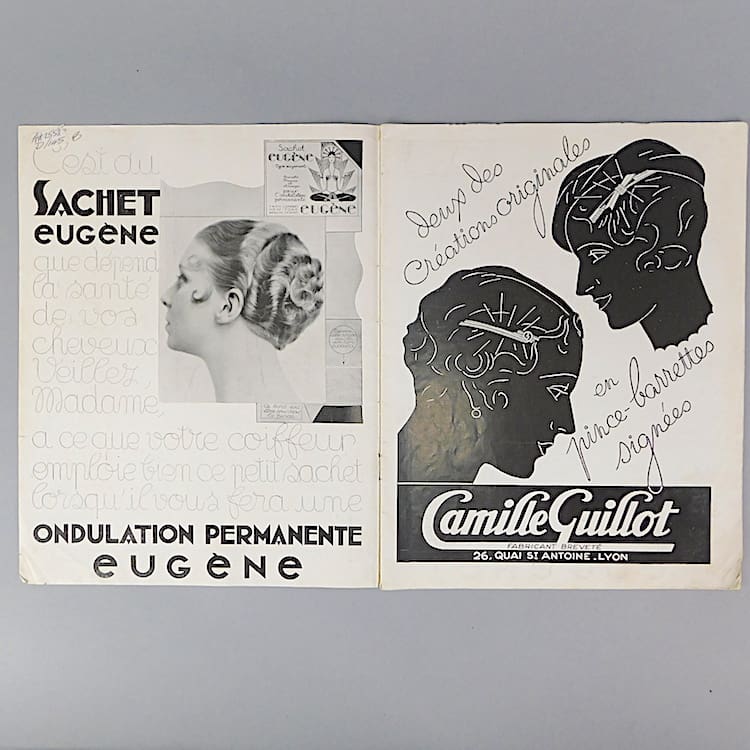 C'est du
SACHET
EUGÈNE
que dépend
la santé
de vos
cheveux
Veillez
Madame,
a ce que votre coiffeur
emploie bien ce petit sachet
lorsqu'il vous fera une
ONDULATION PERMANENTE
EUGÈNE
Sachet
EUGÈNE
EUGÈNE
deux des
Créations originales
en
pince-barrettes
signées
Camille Guillot
FABRICANT BREVETÉ
26, QUAI ST ANTOINE. LYON